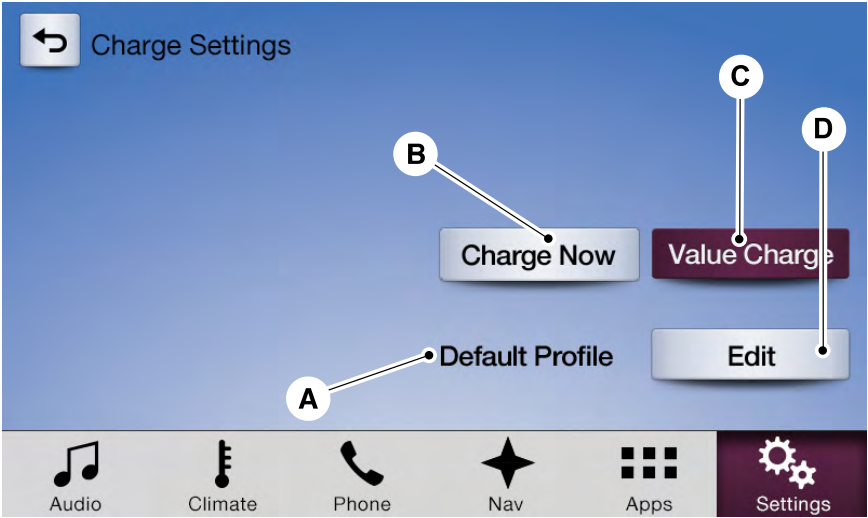 Charge Settings
C
D
B
Charge Now
Value Charge
Default Profile
Edit
A
Audio
Climate
Phone
Nav
Apps
Settings